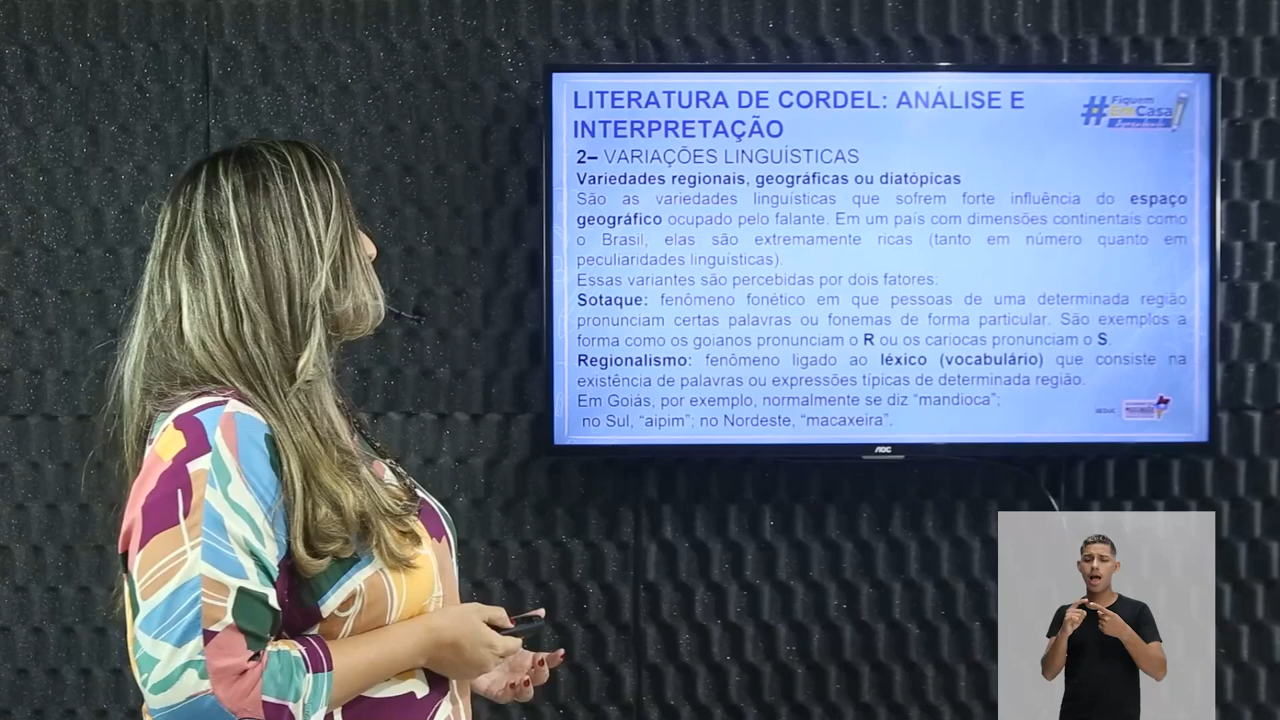 LITERATURA DE CORDEL: ANÁLISE E
INTERPRETAÇÃO
#Fiquem
EmCasa
Aprendendo
2– VARIAÇÕES LINGUÍSTICAS
Variedades regionais, geográficas ou diatópicas
São as variedades linguísticas que sofrem forte influência do espaço
geográfico ocupado pelo falante. Em um país com dimensões continentais como
o Brasil, elas são extremamente ricas (tanto em número quanto em
peculiaridades linguísticas).
Essas variantes são percebidas por dois fatores:
Sotaque: fenômeno fonético em que pessoas de uma determinada região
pronunciam certas palavras ou fonemas de forma particular. São exemplos a
forma como os goianos pronunciam o R ou os cariocas pronunciam o S.
Regionalismo: fenômeno ligado ao léxico (vocabulário) que consiste na
existência de palavras ou expressões típicas de determinada região.
Em Goiás, por exemplo, normalmente se diz “mandioca”;
no Sul, “aipim”; no Nordeste, “macaxeira”.
SEDUC
AOC